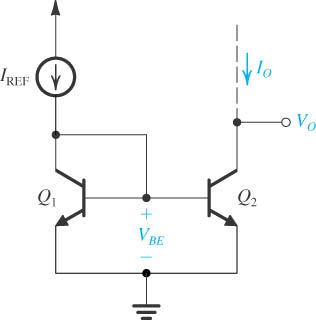 I_REF
I_O
V_O
Q_1
Q_2
+
V_BE
−